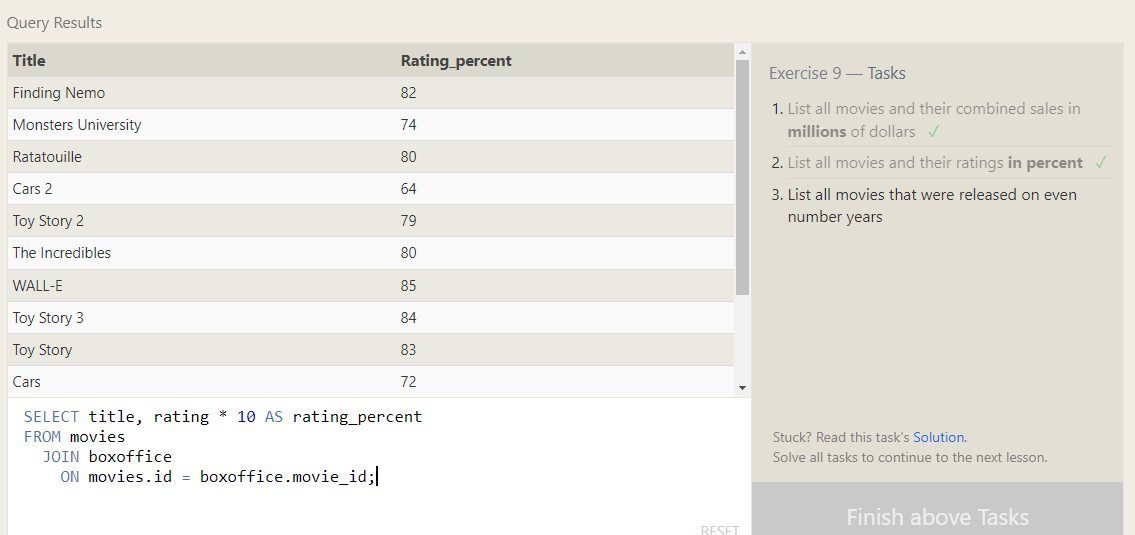 Query Results
Title Rating_percent
Finding Nemo 82
Monsters University 74
Ratatouille 80
Cars 2 64
Toy Story 2 79
The Incredibles 80
WALL-E 85
Toy Story 3 84
Toy Story 83
Cars 72
SELECT title, rating * 10 AS rating_percent
FROM movies
JOIN boxoffice
ON movies.id = boxoffice.movie_id;
RESET
Exercise 9 — Tasks
1. List all movies and their combined sales in
millions of dollars ✓
2. List all movies and their ratings in percent ✓
3. List all movies that were released on even
number years
Stuck? Read this task's Solution.
Solve all tasks to continue to the next lesson.
Finish above Tasks